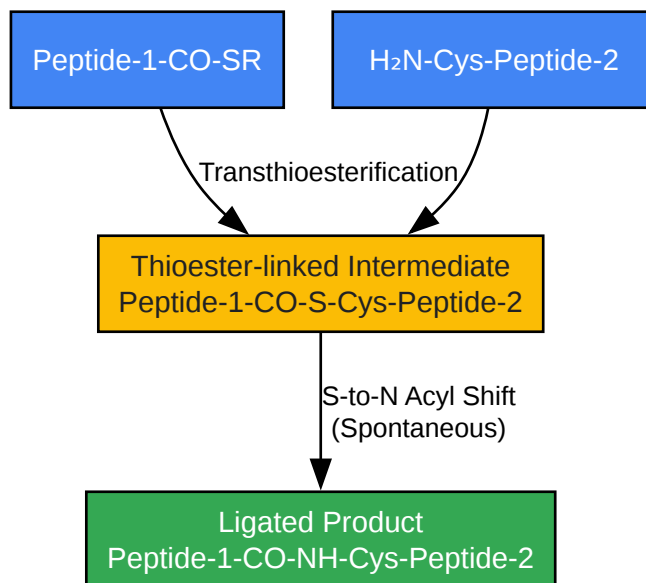 Peptide-1-CO-SR
H₂N-Cys-Peptide-2
Transthioesterification
Thioester-linked Intermediate
Peptide-1-CO-S-Cys-Peptide-2
S-to-N Acyl Shift
(Spontaneous)
Ligated Product
Peptide-1-CO-NH-Cys-Peptide-2